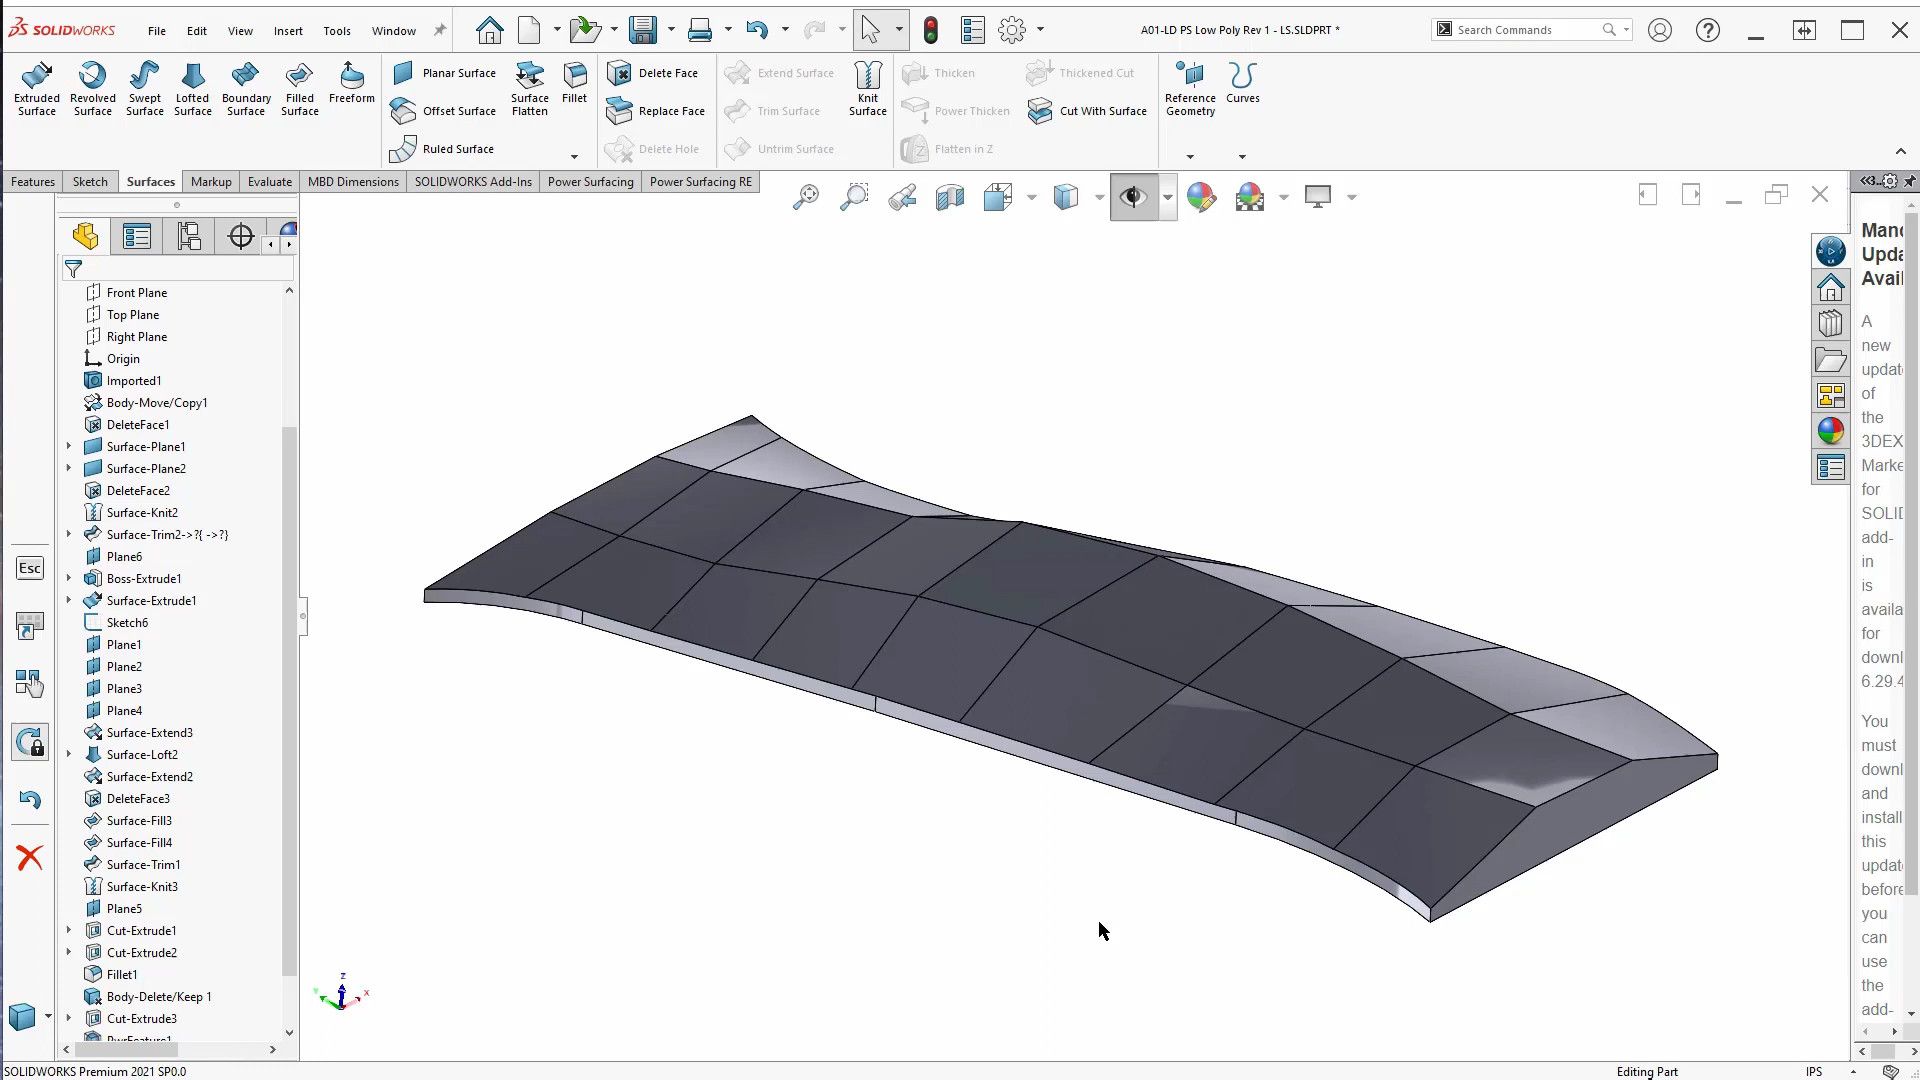 SOLIDWORKS File Edit View Insert Tools Window A01-LD PS Low Poly Rev 1 - LS.SLDPRT * Search Commands
Extruded Surface
Revolved Surface
Swept Surface
Lofted Surface
Boundary Surface
Filled Surface
Freeform
Planar Surface
Offset Surface
Ruled Surface
Surface Flatten
Fillet
Delete Face
Replace Face
Delete Hole
Extend Surface
Trim Surface
Untrim Surface
Knit Surface
Thicken
Power Thicken
Flatten in Z
Thickened Cut
Cut With Surface
Reference Geometry
Curves
Features Sketch Surfaces Markup Evaluate MBD Dimensions SOLIDWORKS Add-Ins Power Surfacing Power Surfacing RE
Esc
Front Plane
Top Plane
Right Plane
Origin
Imported1
Body-Move/Copy1
DeleteFace1
Surface-Plane1
Surface-Plane2
DeleteFace2
Surface-Knit2
Surface-Trim2->?{ ->?}
Plane6
Boss-Extrude1
Surface-Extrude1
Sketch6
Plane1
Plane2
Plane3
Plane4
Surface-Extend3
Surface-Loft2
Surface-Extend2
DeleteFace3
Surface-Fill3
Surface-Fill4
Surface-Trim1
Surface-Knit3
Plane5
Cut-Extrude1
Cut-Extrude2
Fillet1
Body-Delete/Keep 1
Cut-Extrude3
PwrFeature1
Z
Y
X
Mand
Upda
Avail
A
new
update
of
the
3DEX
Marke
for
SOLID
add-
in
is
availa
for
downl
6.29.4
You
must
downl
and
install
this
update
before
you
can
use
the
add-
SOLIDWORKS Premium 2021 SP0.0 Editing Part IPS